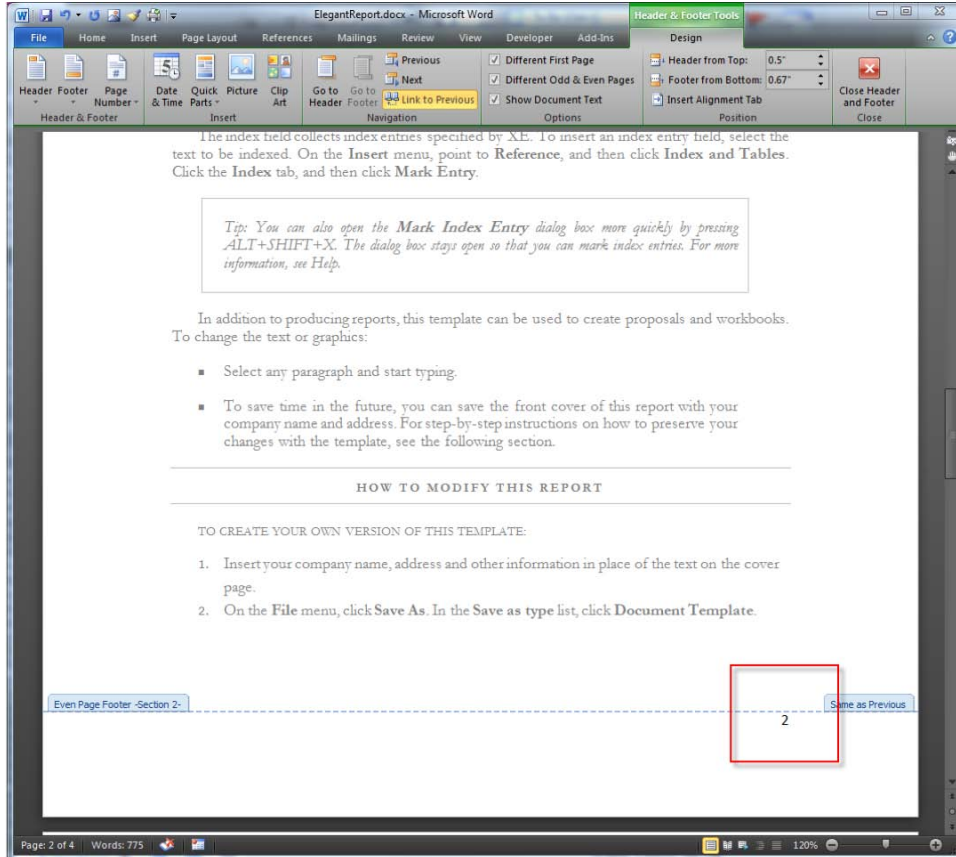 ElegantReport.docx - Microsoft Word
Header & Footer Tools
File Home Insert Page Layout References Mailings Review View Developer Add-Ins Design
Header Footer Page Number
Header & Footer
Date & Time Quick Parts Picture Clip Art
Insert
Go to Header Go to Footer Previous Next Link to Previous
Navigation
Different First Page
Different Odd & Even Pages
Show Document Text
Options
Header from Top: 0.5"
Footer from Bottom: 0.67"
Insert Alignment Tab
Position
Close Header and Footer
Close
The index field collects index entries specified by XE. To insert an index entry field, select the
text to be indexed. On the Insert menu, point to Reference, and then click Index and Tables.
Click the Index tab, and then click Mark Entry.
Tip: You can also open the Mark Index Entry dialog box more quickly by pressing
ALT+SHIFT+X. The dialog box stays open so that you can mark index entries. For more
information, see Help.
In addition to producing reports, this template can be used to create proposals and workbooks.
To change the text or graphics:
Select any paragraph and start typing.
To save time in the future, you can save the front cover of this report with your
company name and address. For step-by-step instructions on how to preserve your
changes with the template, see the following section.
HOW TO MODIFY THIS REPORT
TO CREATE YOUR OWN VERSION OF THIS TEMPLATE:
1. Insert your company name, address and other information in place of the text on the cover
page.
2. On the File menu, click Save As. In the Save as type list, click Document Template.
Even Page Footer -Section 2-
Same as Previous
2
Page: 2 of 4 Words: 775 120%